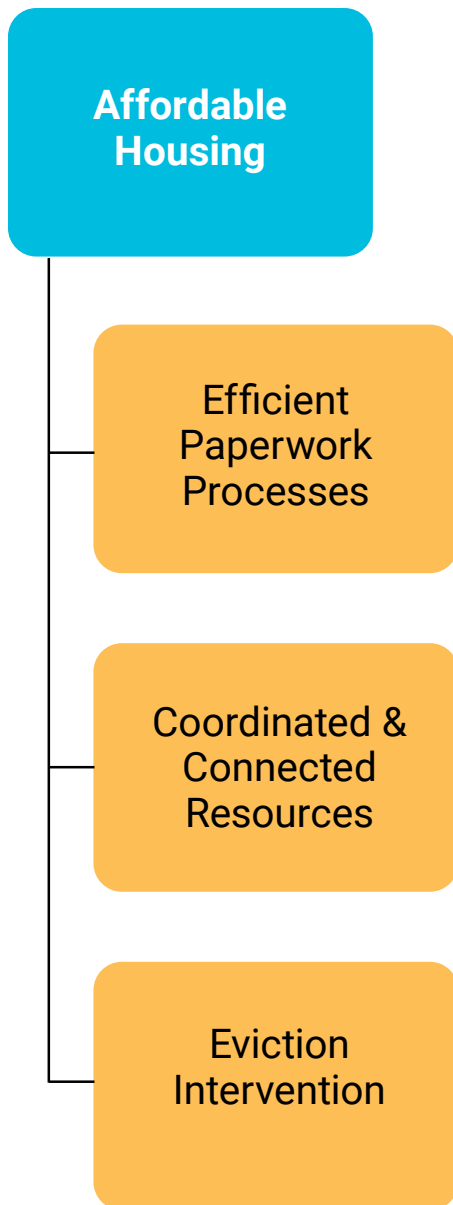 Affordable
Housing
Efficient
Paperwork
Processes
Coordinated &
Connected
Resources
Eviction
Intervention